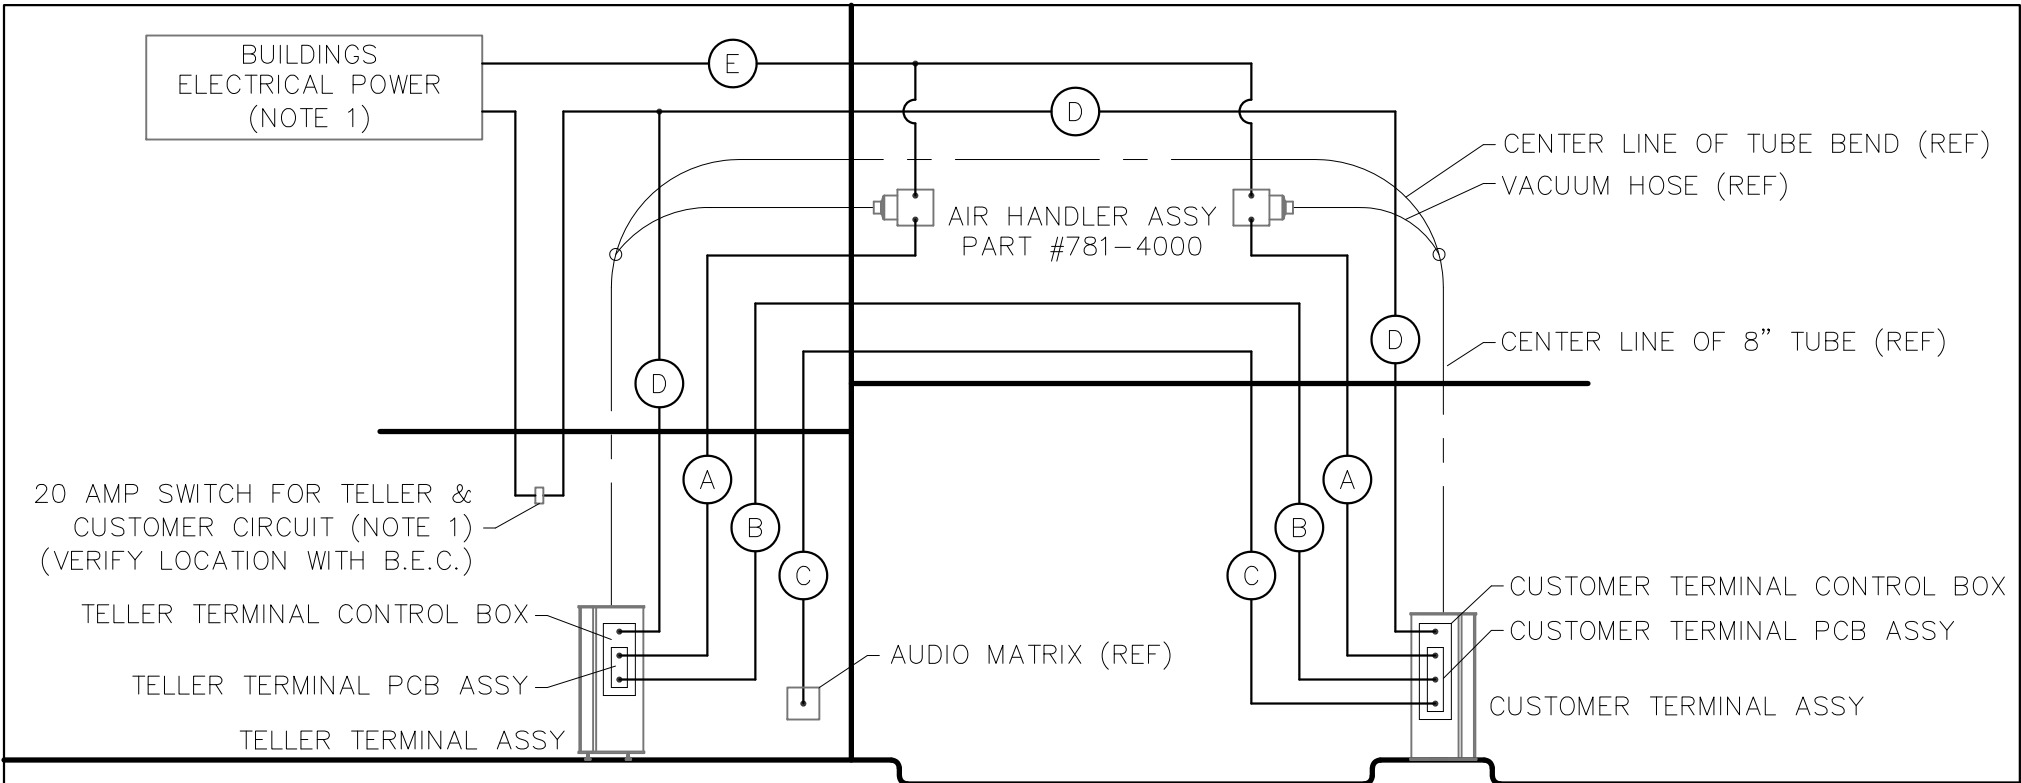 BUILDINGS
ELECTRICAL POWER
(NOTE 1)
E
D
CENTER LINE OF TUBE BEND (REF)
VACUUM HOSE (REF)
AIR HANDLER ASSY
PART #781-4000
D
CENTER LINE OF 8” TUBE (REF)
D
A
A
20 AMP SWITCH FOR TELLER &
CUSTOMER CIRCUIT (NOTE 1)
(VERIFY LOCATION WITH B.E.C.)
B
B
C
C
TELLER TERMINAL CONTROL BOX
CUSTOMER TERMINAL CONTROL BOX
CUSTOMER TERMINAL PCB ASSY
AUDIO MATRIX (REF)
TELLER TERMINAL PCB ASSY
CUSTOMER TERMINAL ASSY
TELLER TERMINAL ASSY